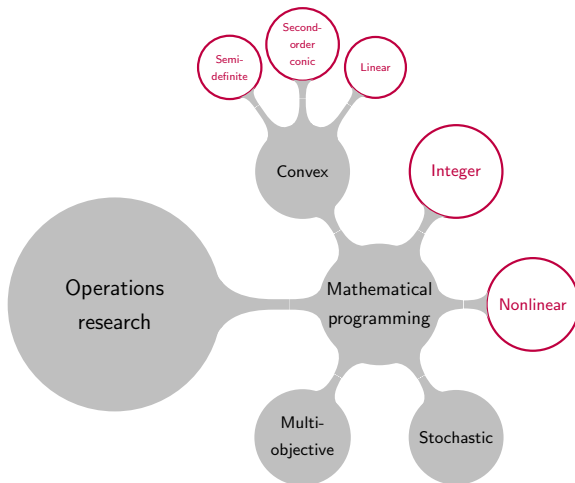 Second-
order
conic
Semi-
definite
Linear
Convex
Integer
Operations
research
Mathematical
programming
Nonlinear
Multi-
objective
Stochastic